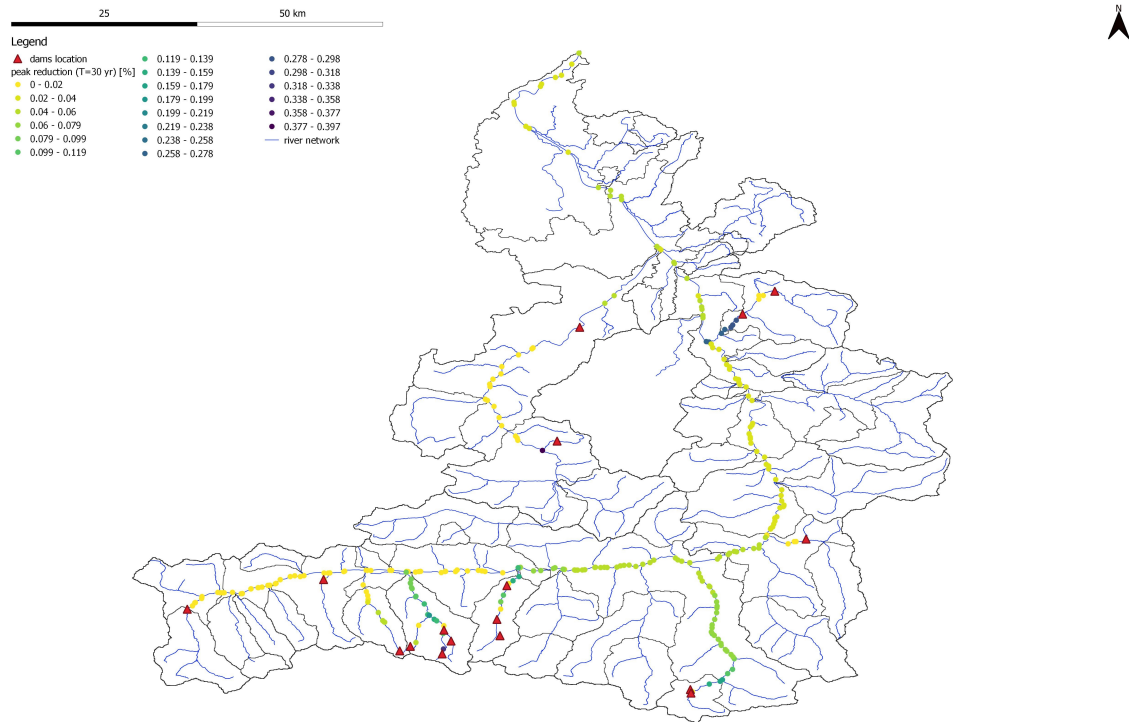 25 50 km
N
Legend
dams location
peak reduction (T=30 yr) [%]
0 - 0.02
0.02 - 0.04
0.04 - 0.06
0.06 - 0.079
0.079 - 0.099
0.099 - 0.119
0.119 - 0.139
0.139 - 0.159
0.159 - 0.179
0.179 - 0.199
0.199 - 0.219
0.219 - 0.238
0.238 - 0.258
0.258 - 0.278
0.278 - 0.298
0.298 - 0.318
0.318 - 0.338
0.338 - 0.358
0.358 - 0.377
0.377 - 0.397
river network